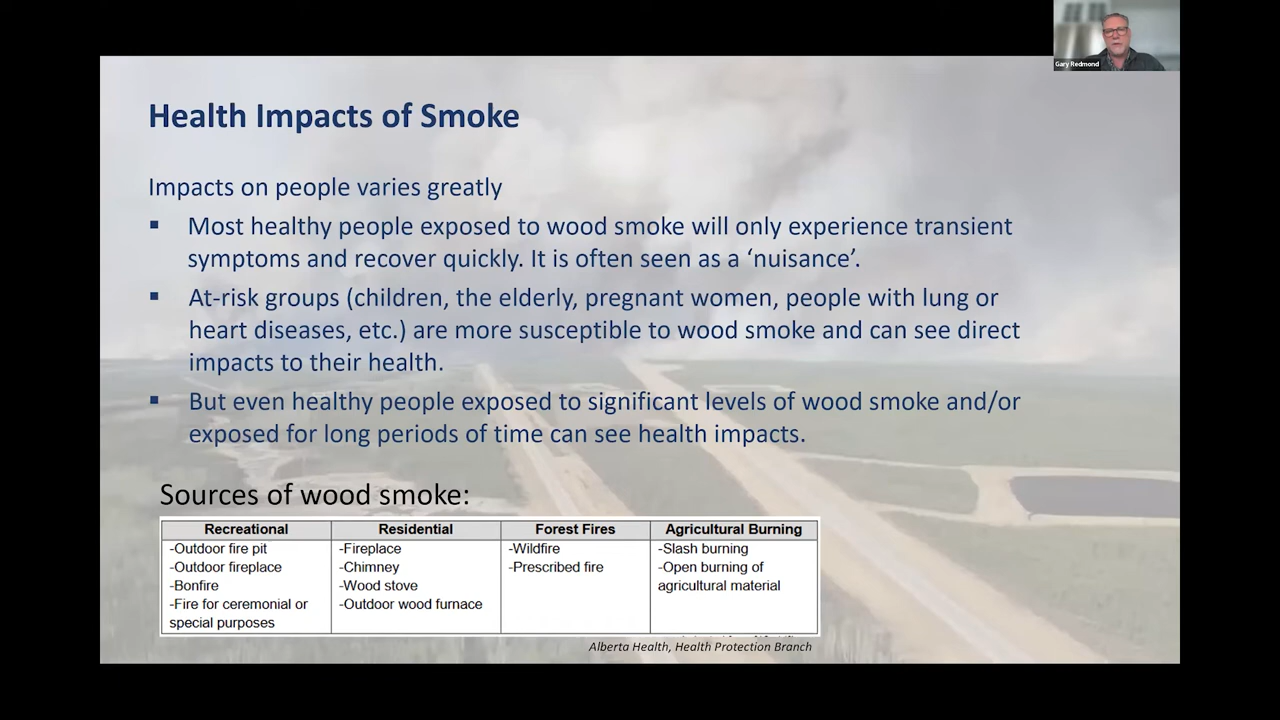 Gary Redmond
Health Impacts of Smoke
Impacts on people varies greatly
▪ Most healthy people exposed to wood smoke will only experience transient
symptoms and recover quickly. It is often seen as a ‘nuisance’.
▪ At-risk groups (children, the elderly, pregnant women, people with lung or
heart diseases, etc.) are more susceptible to wood smoke and can see direct
impacts to their health.
▪ But even healthy people exposed to significant levels of wood smoke and/or
exposed for long periods of time can see health impacts.
Sources of wood smoke:
Recreational Residential Forest Fires Agricultural Burning
-Outdoor fire pit -Fireplace -Wildfire -Slash burning
-Outdoor fireplace -Chimney -Prescribed fire -Open burning of
-Bonfire -Wood stove agricultural material
-Fire for ceremonial or -Outdoor wood furnace
special purposes
Alberta Health, Health Protection Branch